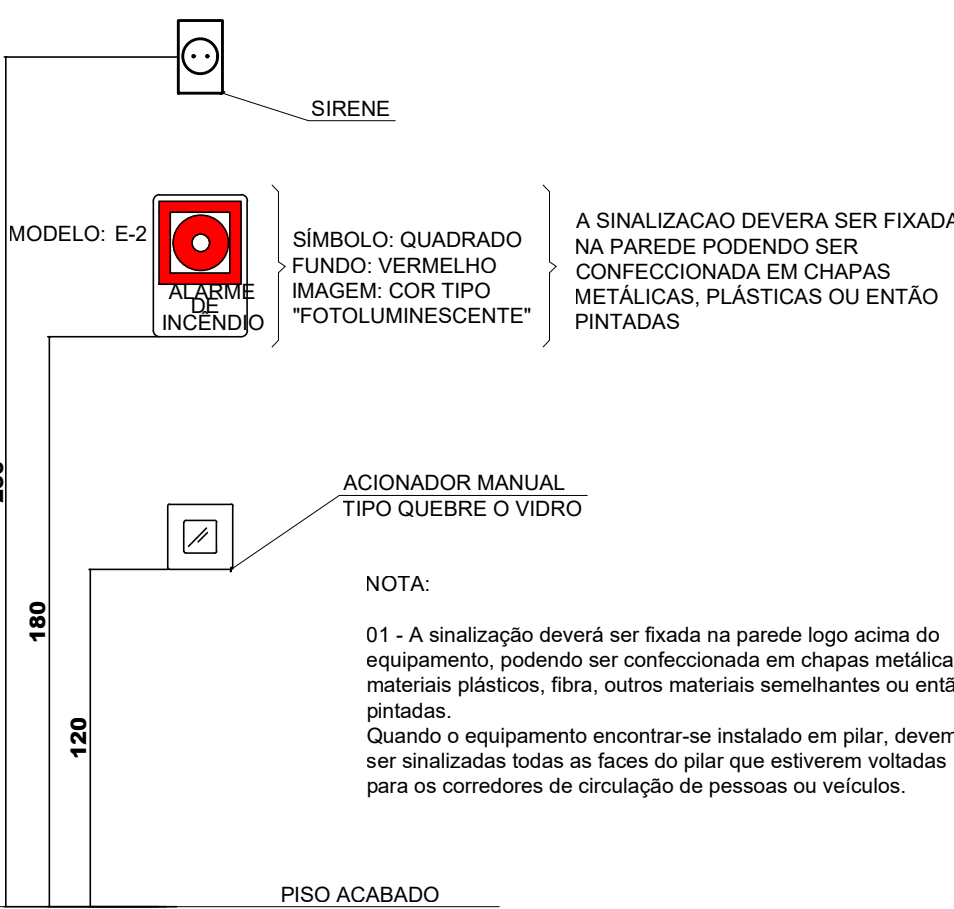 SIRENE
MODELO: E-2
ALARME
DE
INCÊNDIO
SÍMBOLO: QUADRADO
FUNDO: VERMELHO
IMAGEM: COR TIPO
"FOTOLUMINESCENTE"
A SINALIZACAO DEVERA SER FIXADA
NA PAREDE PODENDO SER
CONFECCIONADA EM CHAPAS
METÁLICAS, PLÁSTICAS OU ENTÃO
PINTADAS
ACIONADOR MANUAL
TIPO QUEBRE O VIDRO
180
120
NOTA:
01 - A sinalização deverá ser fixada na parede logo acima do
equipamento, podendo ser confeccionada em chapas metálica
materiais plásticos, fibra, outros materiais semelhantes ou entã
pintadas.
Quando o equipamento encontrar-se instalado em pilar, devem
ser sinalizadas todas as faces do pilar que estiverem voltadas
para os corredores de circulação de pessoas ou veículos.
PISO ACABADO